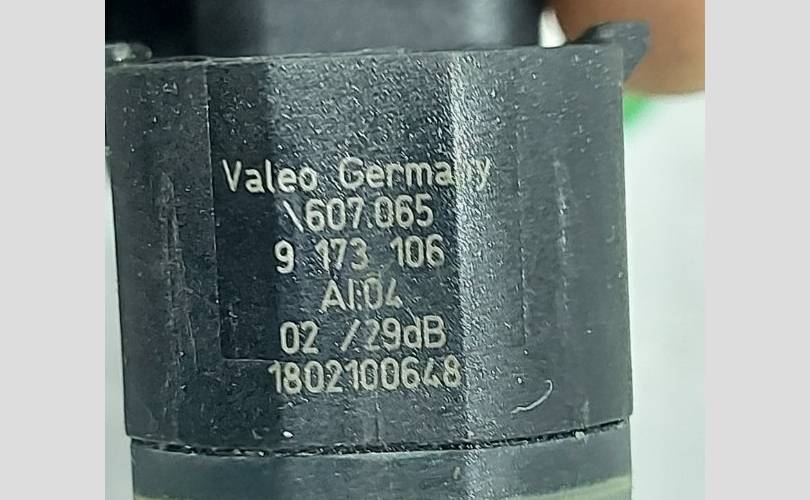 Valeo Germany
\607.065
9 173 106
AI:04
02 /29dB
1802100648